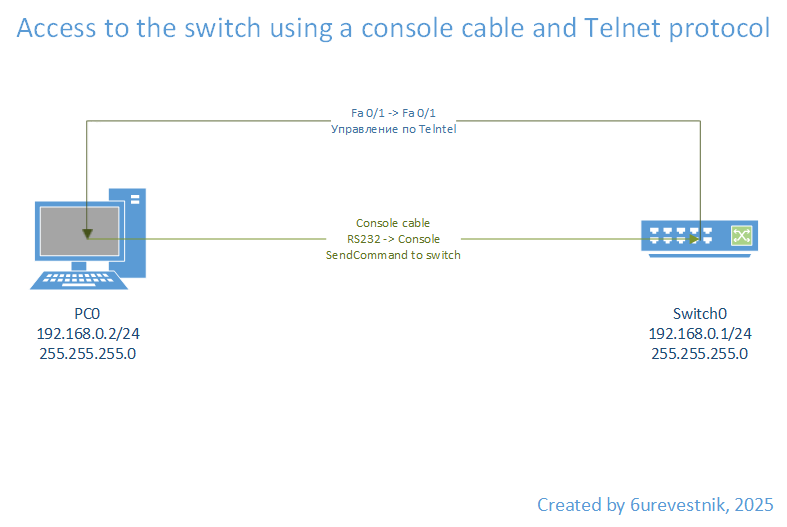 Access to the switch using a console cable and Telnet protocol
Fa 0/1 -> Fa 0/1
Управление по Telntel
Console cable
RS232 -> Console
SendCommand to switch
PC0
192.168.0.2/24
255.255.255.0
Switch0
192.168.0.1/24
255.255.255.0
Created by 6urevestnik, 2025